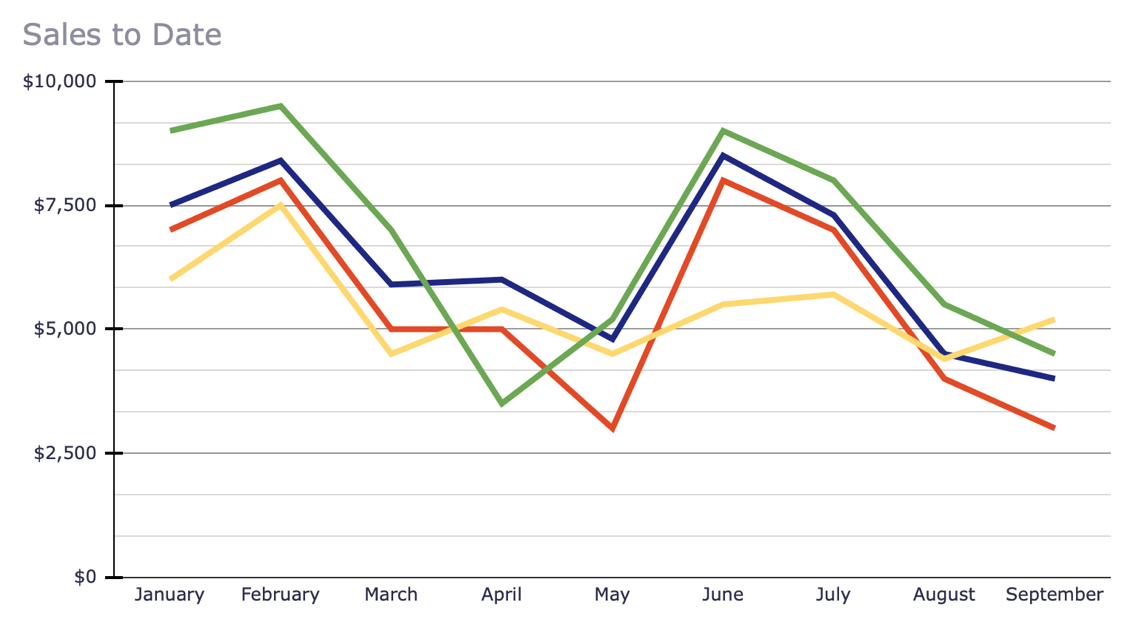 Sales to Date
$10,000
$7,500
$5,000
$2,500
$0
January February March April May June July August September